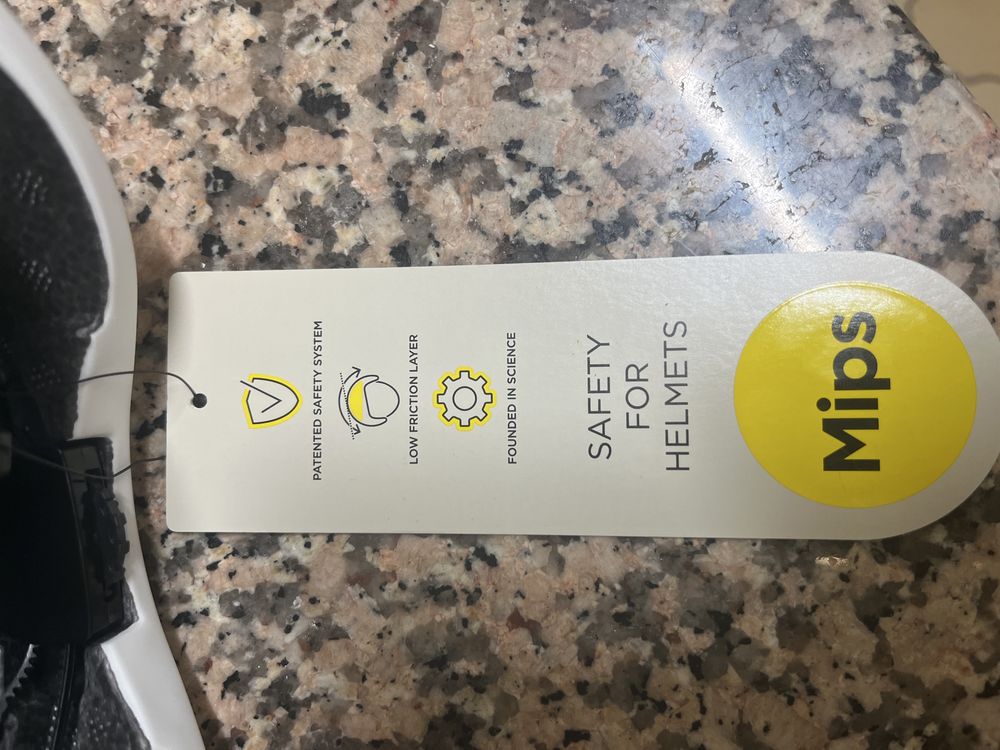 PATENTED SAFETY SYSTEM
LOW FRICTION LAYER
FOUNDED IN SCIENCE
SAFETY
FOR
HELMETS
Mips